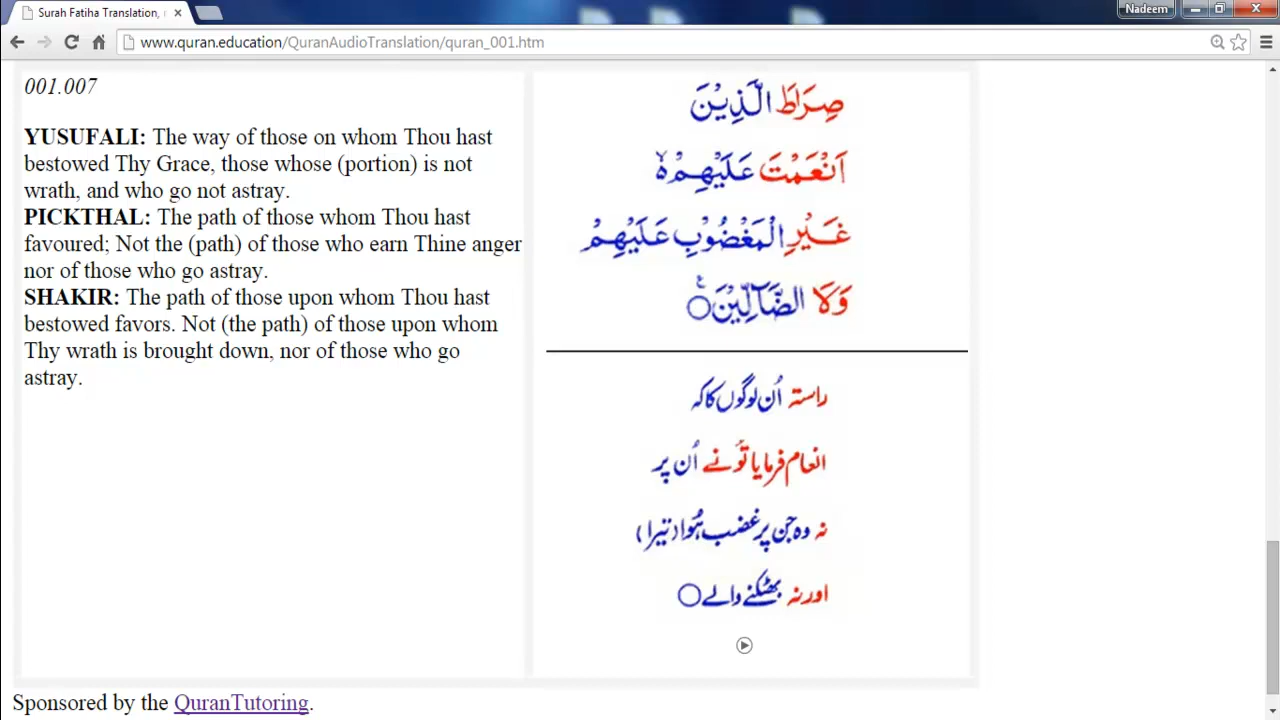 Surah Fatiha Translation,
Nadeem
www.quran.education/QuranAudioTranslation/quran_001.htm
001.007
YUSUFALI: The way of those on whom Thou hast
bestowed Thy Grace, those whose (portion) is not
wrath, and who go not astray.
PICKTHAL: The path of those whom Thou hast
favoured; Not the (path) of those who earn Thine anger
nor of those who go astray.
SHAKIR: The path of those upon whom Thou hast
bestowed favors. Not (the path) of those upon whom
Thy wrath is brought down, nor of those who go
astray.
صِرَاطَ الَّذِيْنَ
اَنْعَمْتَ عَلَيْهِمْ ۙ
غَيْرِ الْمَغْضُوْبِ عَلَيْهِمْ
وَلَا الضَّآلِّيْنَ
راستہ اُن لوگوں کا کہ
انعام فرمایا تُو نے اُن پر
نہ وہ جن پر غضب ہُوا (تیرا)
اور نہ بھٹکنے والے
Sponsored by the QuranTutoring.